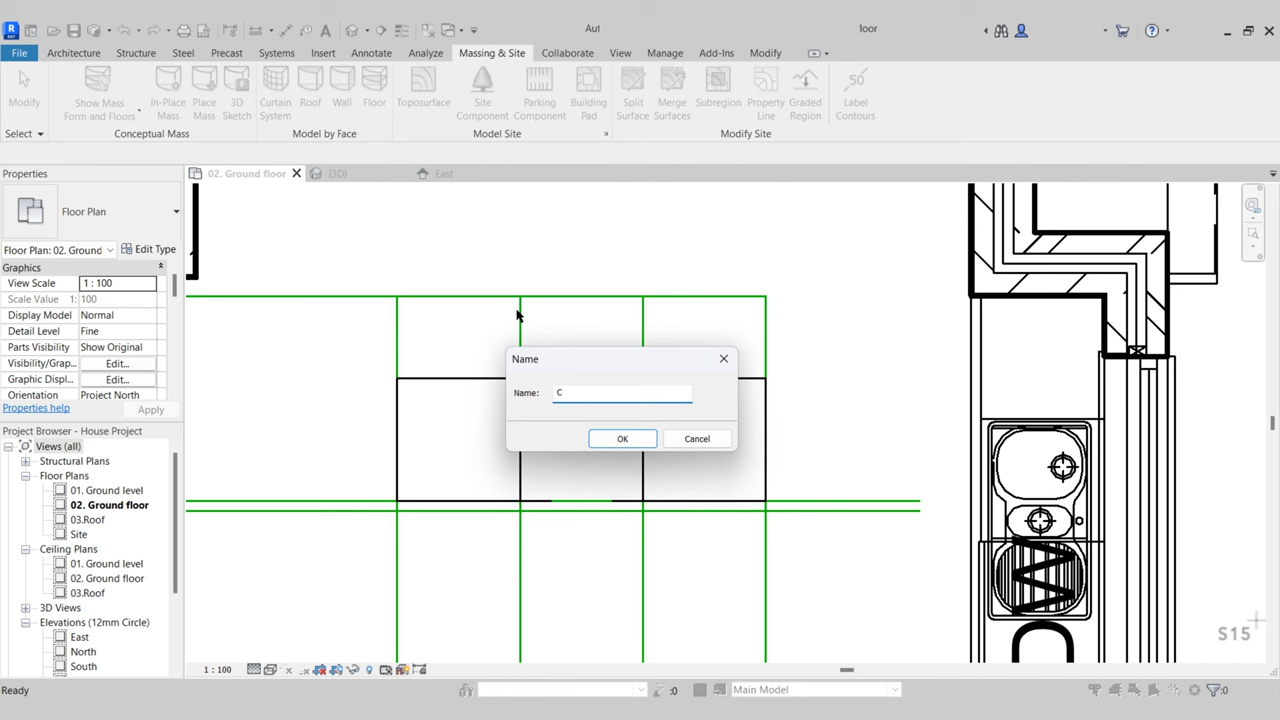 R
Aut
loor
File
Architecture
Structure
Steel
Precast
Systems
Insert
Annotate
Analyze
Massing & Site
Collaborate
View
Manage
Add-Ins
Modify
Modify
Show Mass
Form and Floors
In-Place
Mass
Place
Mass
3D
Sketch
Curtain
System
Roof
Wall
Floor
Toposurface
Site
Component
Parking
Component
Building
Pad
Split
Surface
Merge
Surfaces
Subregion
Property
Line
Graded
Region
50
Label
Contours
Select
Conceptual Mass
Model by Face
Model Site
Modify Site
Properties
02. Ground floor
(3D)
East
Floor Plan
Floor Plan: 02. Ground
Edit Type
Graphics
View Scale
1 : 100
Scale Value 1:
100
Display Model
Normal
Detail Level
Fine
Parts Visibility
Show Original
Visibility/Grap...
Edit...
Graphic Displ...
Edit...
Orientation
Project North
Properties help
Apply
Project Browser - House Project
Views (all)
Structural Plans
Floor Plans
01. Ground level
02. Ground floor
03.Roof
Site
Ceiling Plans
01. Ground level
02. Ground floor
03.Roof
3D Views
Elevations (12mm Circle)
East
North
South
Name
Name:
C
OK
Cancel
S15
1 : 100
Ready
:0
Main Model
:0